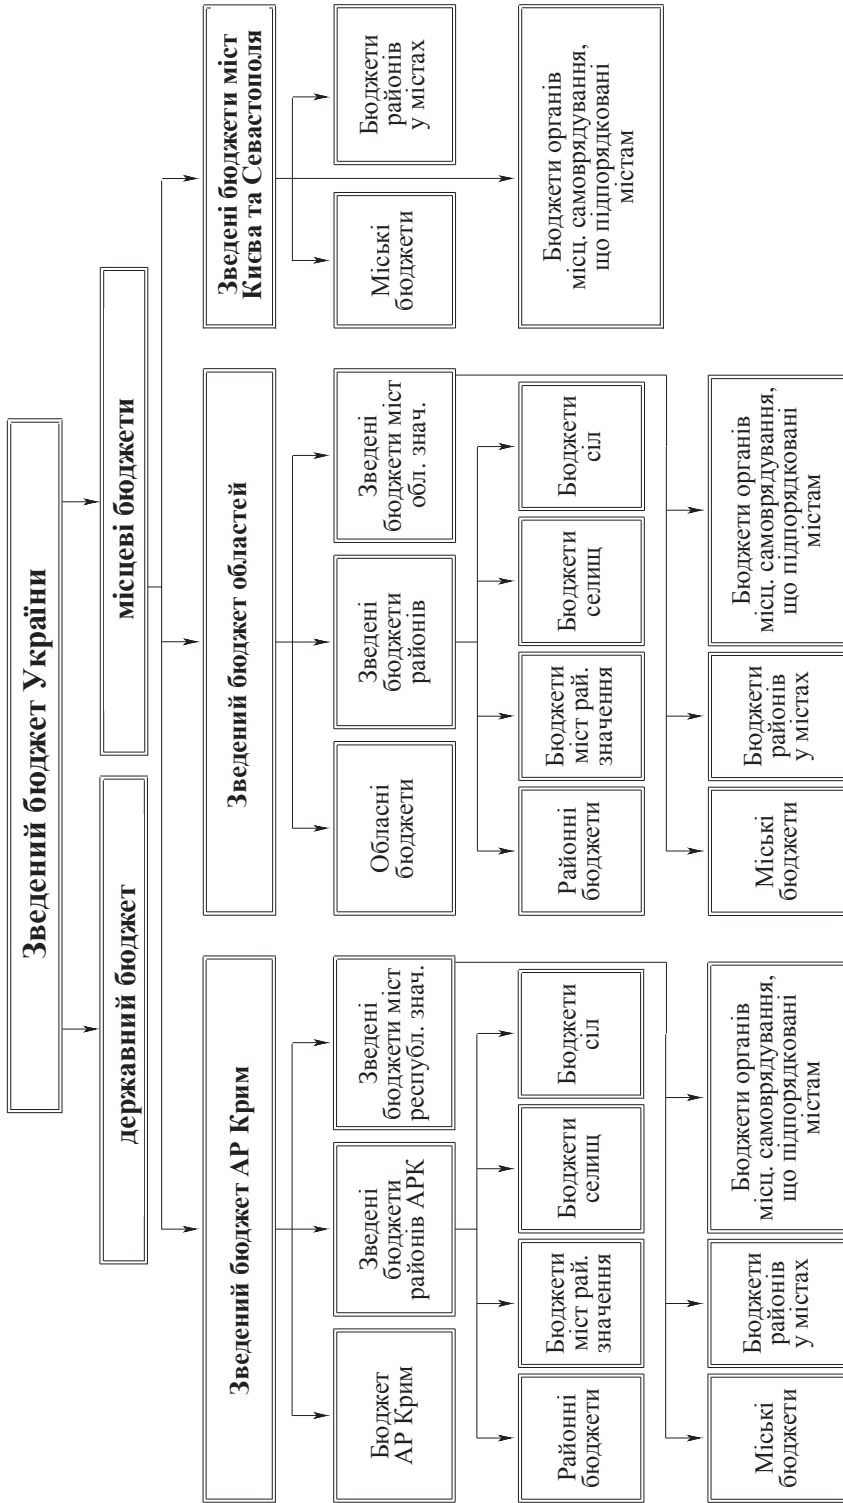 Зведений бюджет України
державний бюджет
місцеві бюджети
Зведений бюджет АР Крим
Зведений бюджет областей
Зведені бюджети міст
Києва та Севастополя
Бюджет
АР Крим
Зведені
бюджети
районів АРК
Зведені
бюджети міст
республ. знач.
Обласні
бюджети
Зведені
бюджети
районів
Зведені
бюджети міст
обл. знач.
Міські
бюджети
Бюджети
районів
у містах
Районні
бюджети
Бюджети
міст рай.
значення
Бюджети
селищ
Бюджети
сіл
Районні
бюджети
Бюджети
міст рай.
значення
Бюджети
селищ
Бюджети
сіл
Бюджети органів
місц. самоврядування,
що підпорядковані
містам
Міські
бюджети
Бюджети
районів
у містах
Бюджети органів
місц. самоврядування,
що підпорядковані
містам
Міські
бюджети
Бюджети
районів
у містах
Бюджети органів
місц. самоврядування,
що підпорядковані
містам